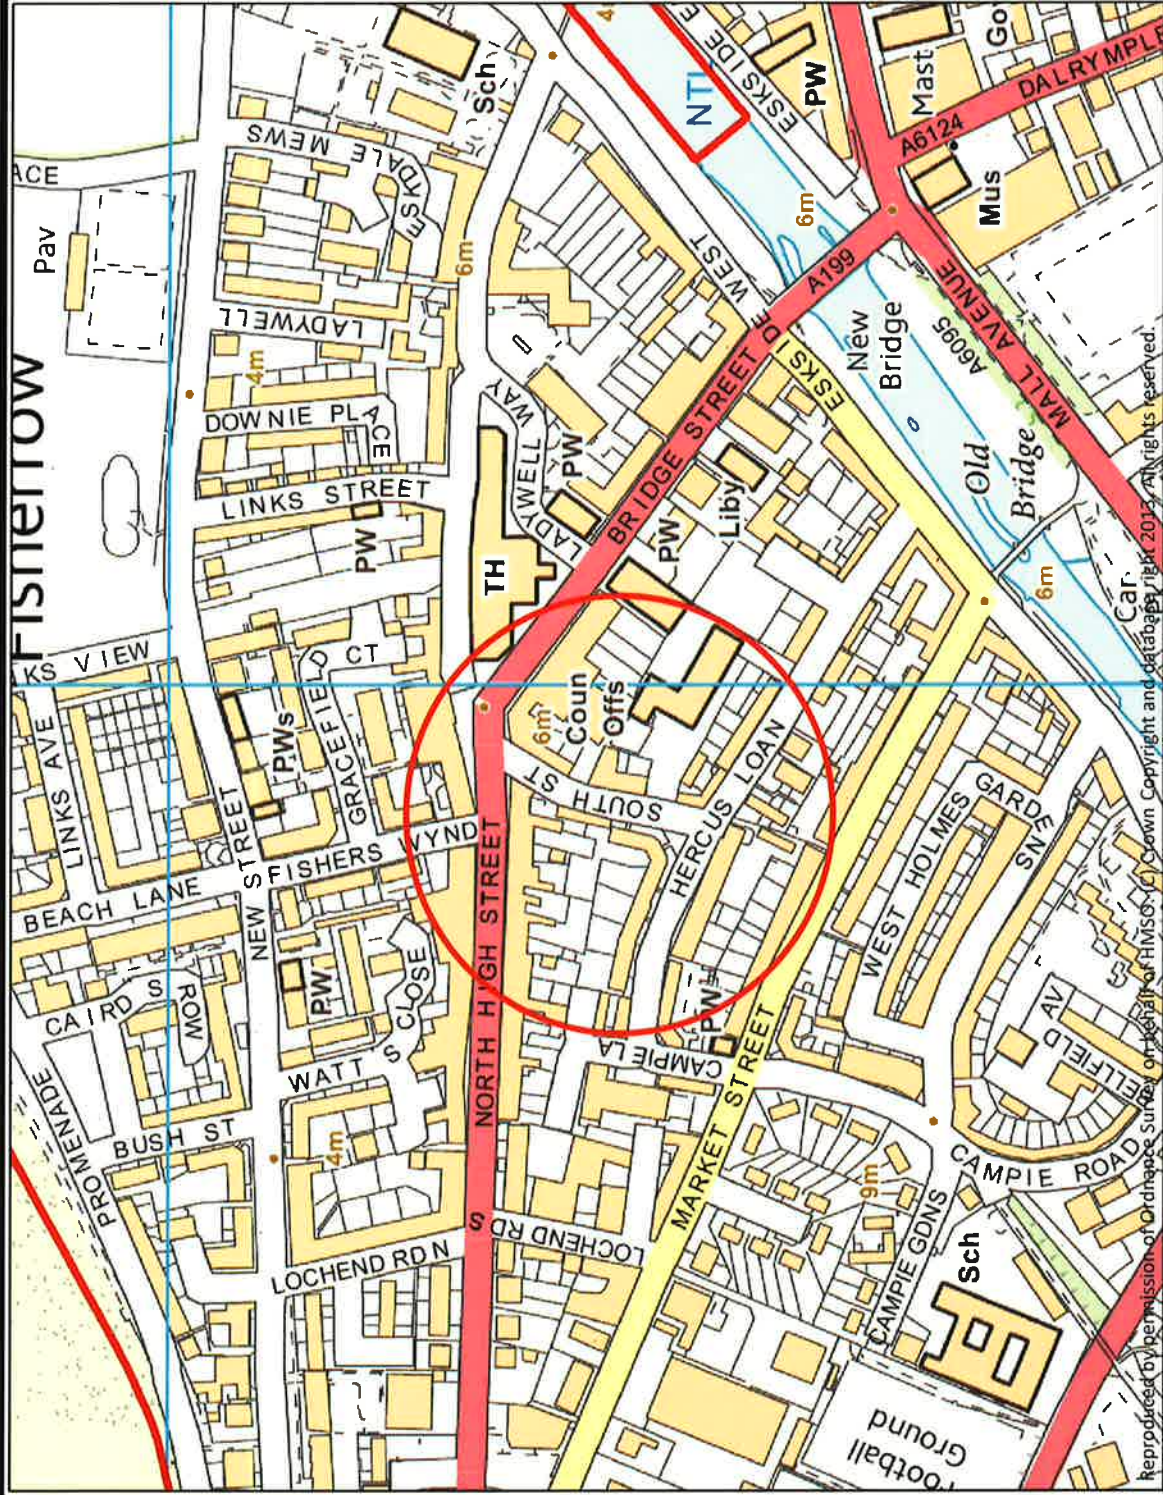 Fisherrow
ACE
Pav
KS VIEW
LINKS AVE
BEACH LANE
CAIRD'S
ROW
PROMENADE
BUSH ST
NEW STREET
PWs
GRACEFIELD
CT
FISHERS WYND
PW
WATT'S
CLOSE
4m
LOCHEND RD N
LINKS STREET
PW
DOWNIE PLACE
4m
LADYWELL
ESKDALE MEWS
6m
Sch
TH
LADYWELL WAY
PW
NORTH HIGH STREET
BRIDGE STREET
6m
Coun
Offs
SOUTH ST
HERCUS LOAN
PW
Liby
CAMPIE LA
PW
LOCHEND RD S
MARKET STREET
ESKSIDE WEST
ESKSI
NTL
ESKSIDE E
PW
6m
A199
New
Bridge
Old
Bridge
6m
A6095
MALL AVENUE
A6124
DALRYMPLE
Mast
Mus
Car
WEST HOLMES
GARDENS
AV
ELLFIELD
CAMPIE ROAD
CAMPIE GDNS
9m
Sch
Football
Ground
Reproduced by permission of Ordnance Survey on behalf of HMSO. (C) Crown Copyright and database right 2013. All rights reserved.